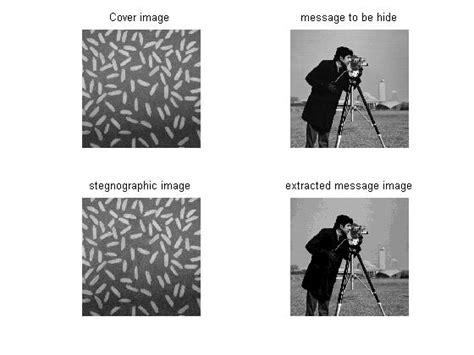 Cover image
message to be hide
stegnographic image
extracted message image